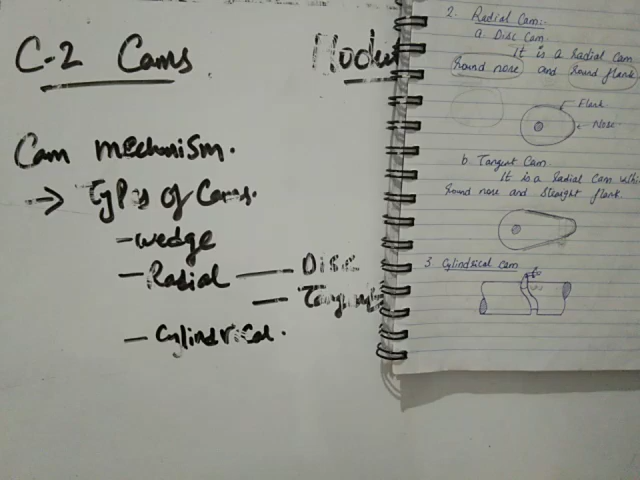 C-2 Cams
Cam mechanism.
→ Types of Cams.
- wedge
- Radial — Disc
- Cylindrical.
2. Radial Cam:-
a. Disc Cam.
It is a radial cam
round nose and round flank
Flank
Nose
b. Tangent Cam.
It is a radial cam with
round nose and straight flank.
3. Cylindrical cam